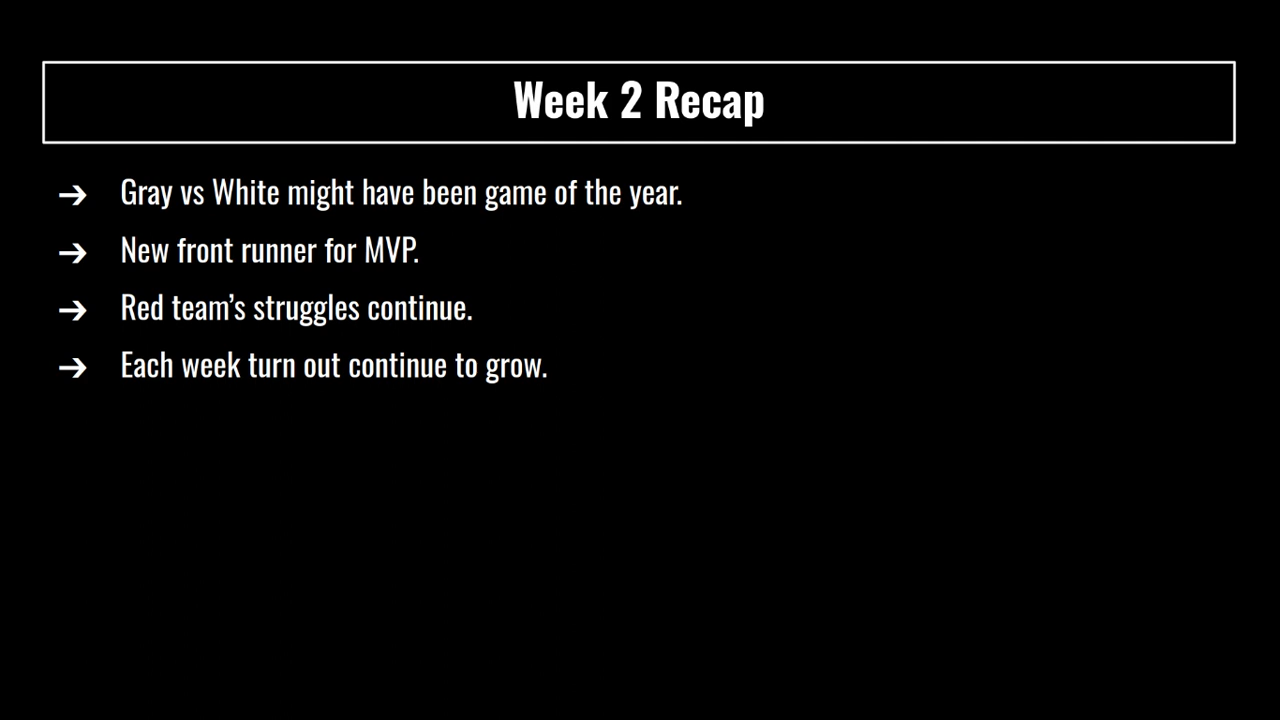 Week 2 Recap
➔ Gray vs White might have been game of the year.
➔ New front runner for MVP.
➔ Red team’s struggles continue.
➔ Each week turn out continue to grow.